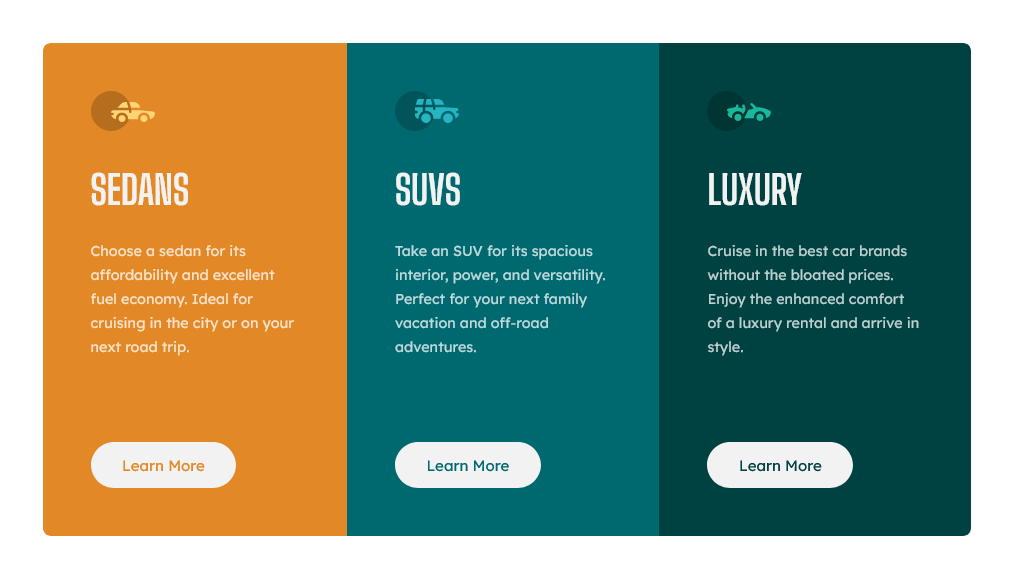 SEDANS
Choose a sedan for its
affordability and excellent
fuel economy. Ideal for
cruising in the city or on your
next road trip.
Learn More
SUVS
Take an SUV for its spacious
interior, power, and versatility.
Perfect for your next family
vacation and off-road
adventures.
Learn More
LUXURY
Cruise in the best car brands
without the bloated prices.
Enjoy the enhanced comfort
of a luxury rental and arrive in
style.
Learn More